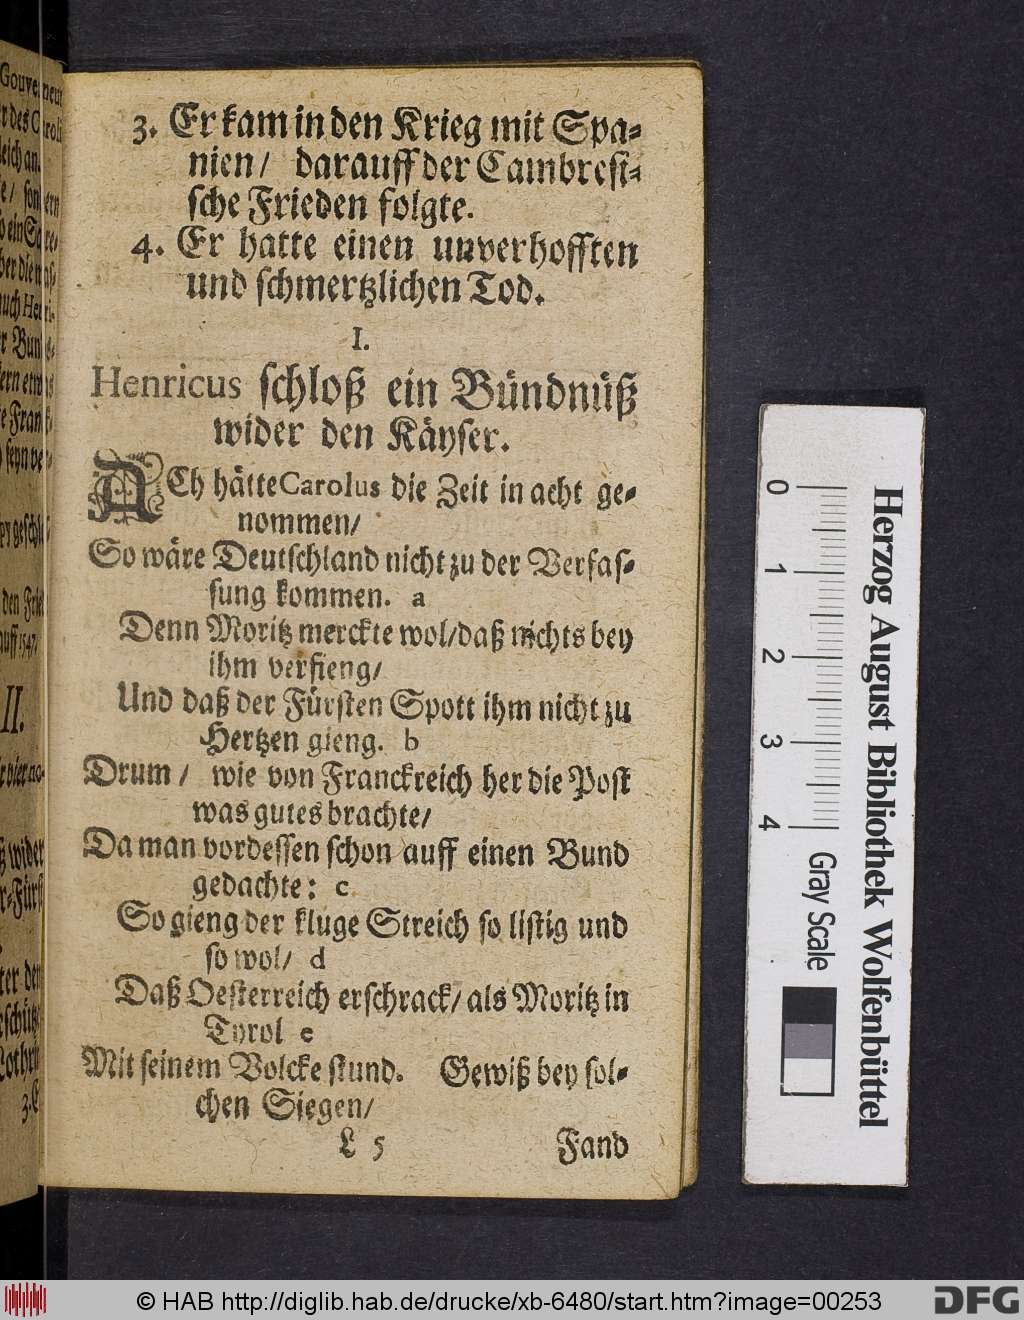 3. Er kam in den Krieg mit Spa-
nien/ darauff der Cambresi-
sche Frieden folgte.
4. Er hatte einen unverhofften
und schmertzlichen Tod.
I.
Henricus schloß ein Bündnüß
wider den Käyser.
ACh hätte Carolus die Zeit in acht ge-
nommen/
So wäre Deutschland nicht zu der Verfas-
sung kommen. a
Denn Moritz merckte wol/daß nichts bey
ihm verfieng/
Und daß der Fürsten Spott ihm nicht zu
Hertzen gieng. b
Drum/ wie von Franckreich her die Post
was gutes brachte/
Da man vordessen schon auff einen Bund
gedachte: c
So gieng der kluge Streich so listig und
so wol/ d
Daß Oesterreich erschrack/ als Moritz in
Tyrol e
Mit seinem Volcke stund. Gewiß bey sol-
chen Siegen/
L 5 Fand
0 1 2 3 4
Gray Scale
Herzog August Bibliothek Wolfenbüttel
© HAB http://diglib.hab.de/drucke/xb-6480/start.htm?image=00253
DFG